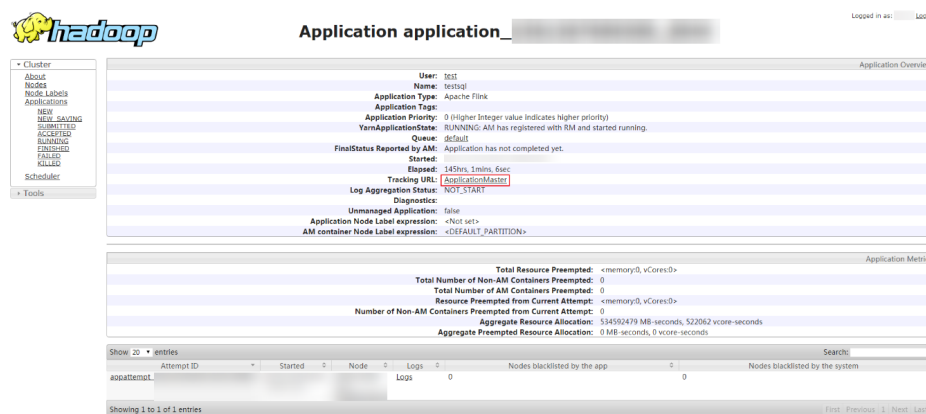 hadoop
Application application_
Logged in as:
Cluster
About
Nodes
Node Labels
Applications
NEW
NEW_SAVING
SUBMITTED
ACCEPTED
RUNNING
FINISHED
FAILED
KILLED
Scheduler
Tools
Application Overvie
User: test
Name: testsql
Application Type: Apache Flink
Application Tags:
Application Priority: 0 (Higher Integer value indicates higher priority)
YarnApplicationState: RUNNING: AM has registered with RM and started running.
Queue: default
FinalStatus Reported by AM: Application has not completed yet.
Started:
Elapsed: 145hrs, 1mins, 6sec
Tracking URL: ApplicationMaster
Log Aggregation Status: NOT_START
Diagnostics:
Unmanaged Application: false
Application Node Label expression: <Not set>
AM container Node Label expression: <DEFAULT_PARTITION>
Application Metri
Total Resource Preempted: <memory:0, vCores:0>
Total Number of Non-AM Containers Preempted: 0
Total Number of AM Containers Preempted: 0
Resource Preempted from Current Attempt: <memory:0, vCores:0>
Number of Non-AM Containers Preempted from Current Attempt: 0
Aggregate Resource Allocation: 534592479 MB-seconds, 522062 vcore-seconds
Aggregate Preempted Resource Allocation: 0 MB-seconds, 0 vcore-seconds
Show 20 entries Search:
Attempt ID Started Node Logs Nodes blacklisted by the app Nodes blacklisted by the system
appattempt_ Logs 0 0
Showing 1 to 1 of 1 entries First Previous 1 Next Las